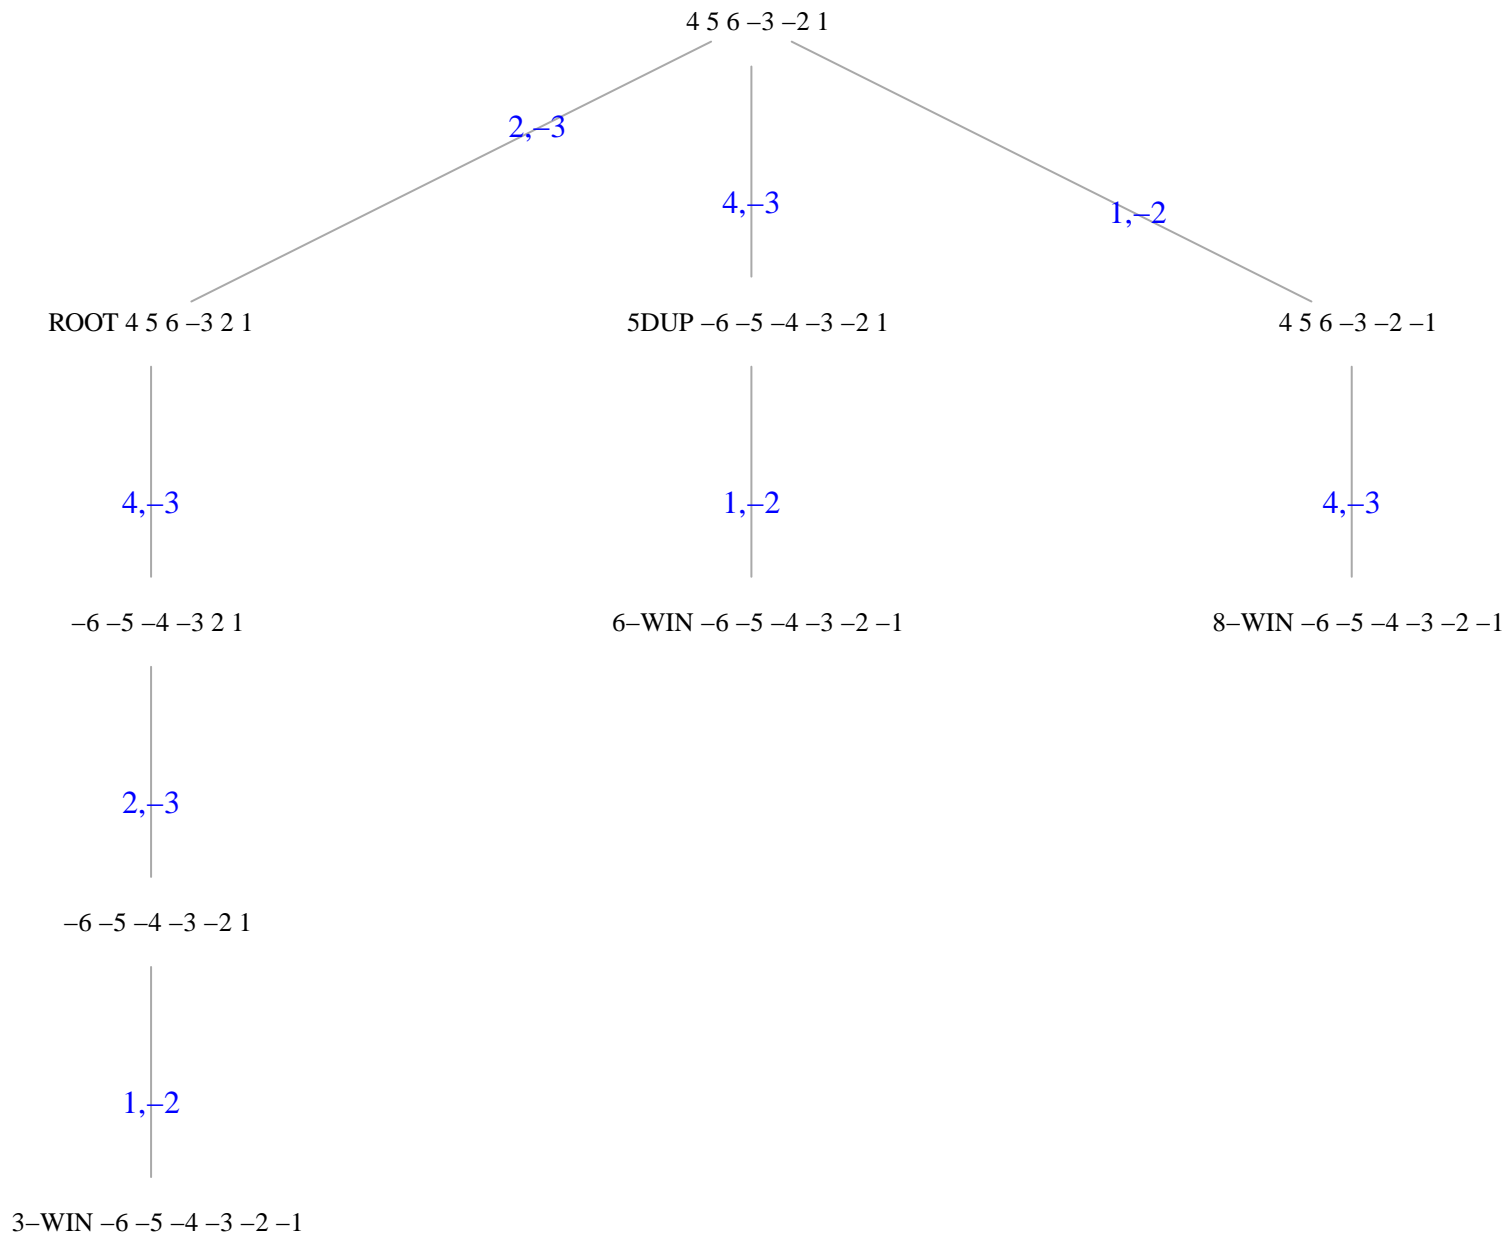 4 5 6 –3 –2 1
2,–3
4,–3
1,–2
ROOT 4 5 6 –3 2 1
5DUP –6 –5 –4 –3 –2 1
4 5 6 –3 –2 –1
4,–3
1,–2
4,–3
–6 –5 –4 –3 2 1
6–WIN –6 –5 –4 –3 –2 –1
8–WIN –6 –5 –4 –3 –2 –1
2,–3
–6 –5 –4 –3 –2 1
1,–2
3–WIN –6 –5 –4 –3 –2 –1